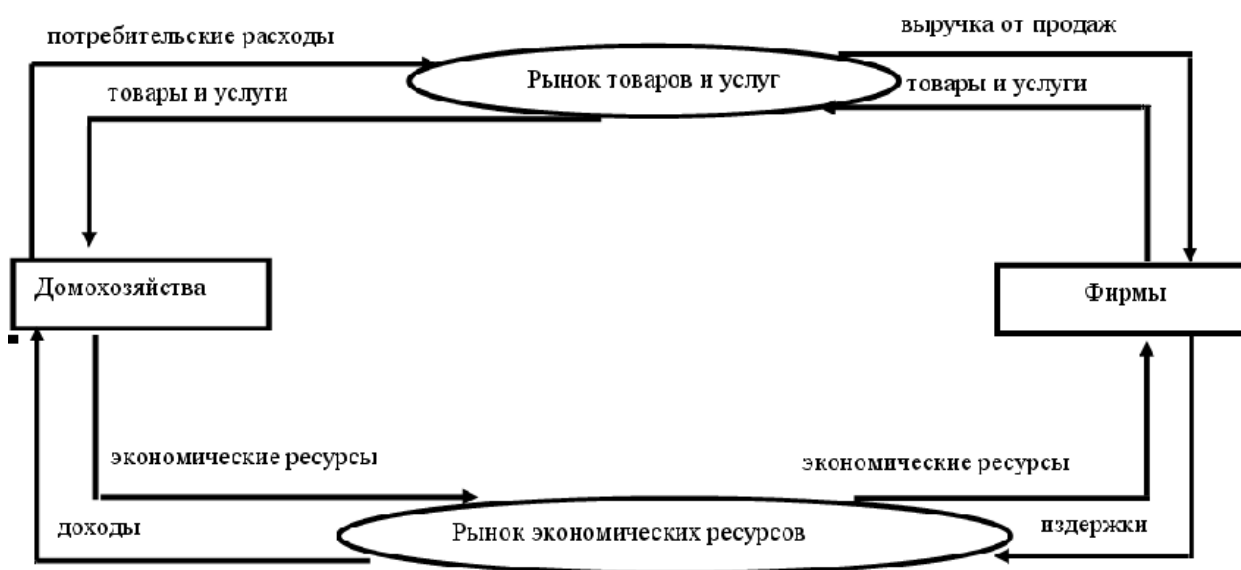 потребительские расходы
выручка от продаж
Рынок товаров и услуг
товары и услуги
товары и услуги
Домохозяйства
Фирмы
экономические ресурсы
экономические ресурсы
доходы
Рынок экономических ресурсов
издержки